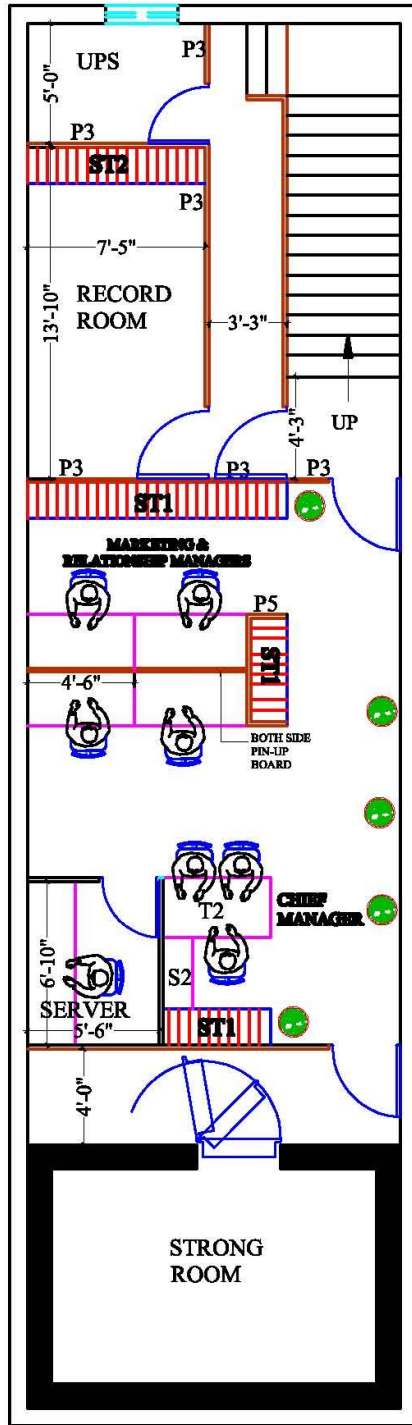 UPS
P3
5'-0"
P3
ST2
P3
7'-5"
RECORD
ROOM
13'-10"
3'-3"
UP
4'-3"
P3
P3
P3
ST1
MARKETING &
RELATIONSHIP MANAGERS
P5
ST1
4'-6"
BOTH SIDE
PIN-UP
BOARD
T2
CHIEF
MANAGER
6'-10"
S2
SERVER
5'-6"
ST1
4'-0"
STRONG
ROOM